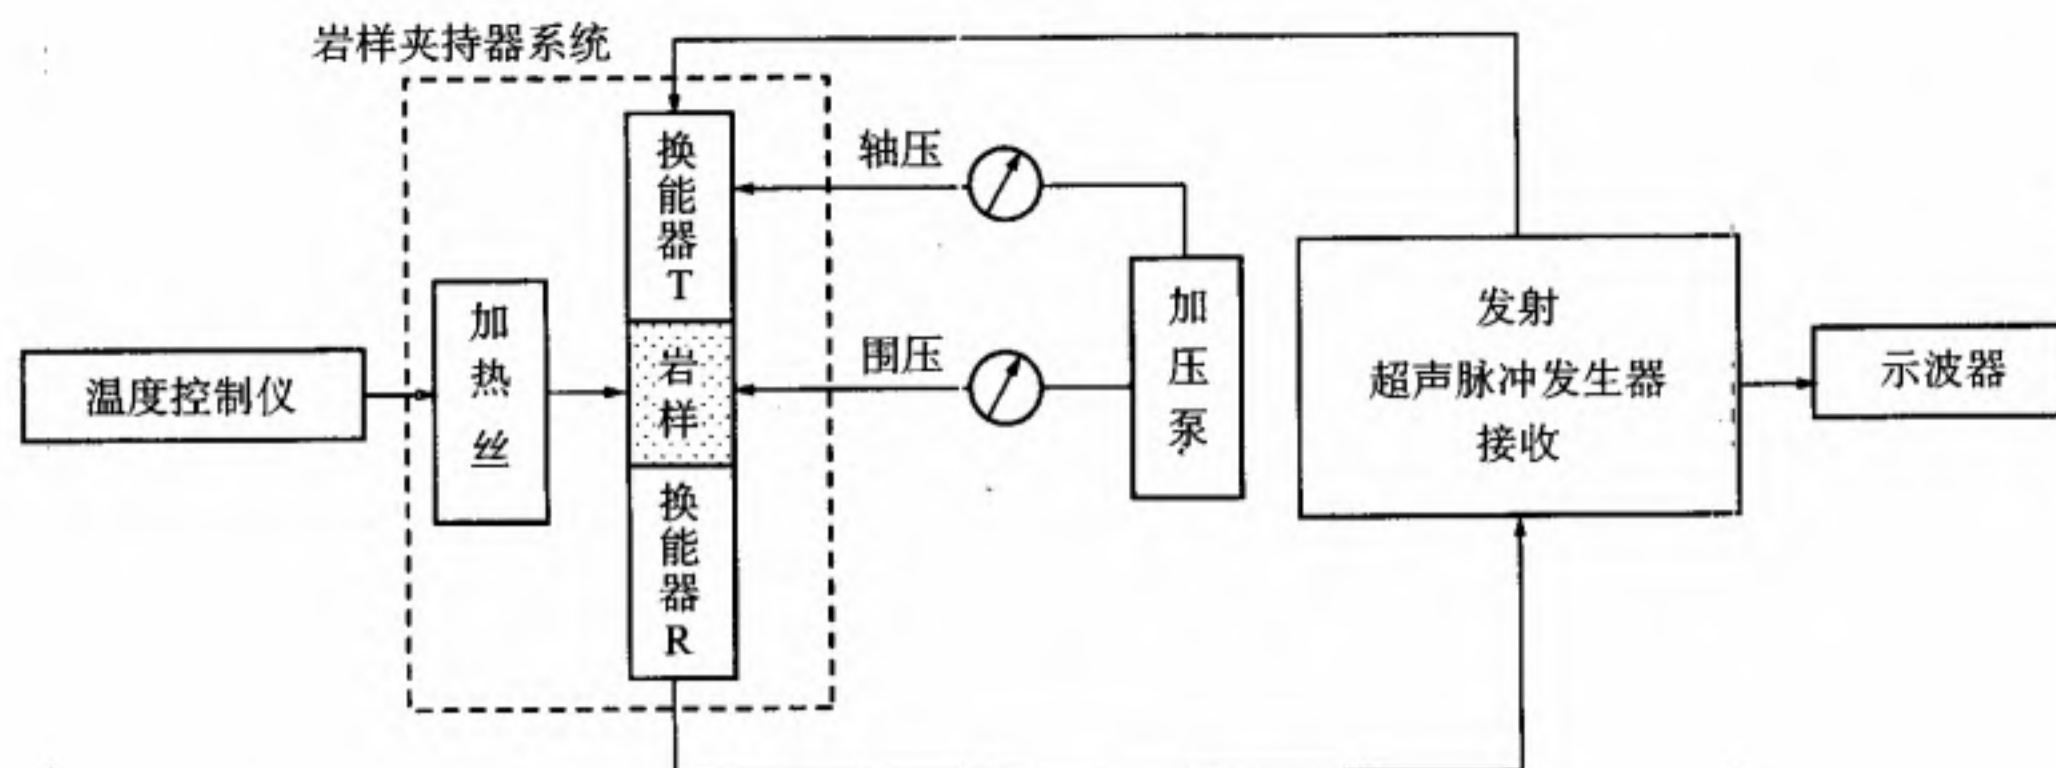 岩样夹持器系统
换能器T
轴压
加热丝
加压泵
发射
超声脉冲发生器
接收
示波器
温度控制仪
岩样
围压
换能器R